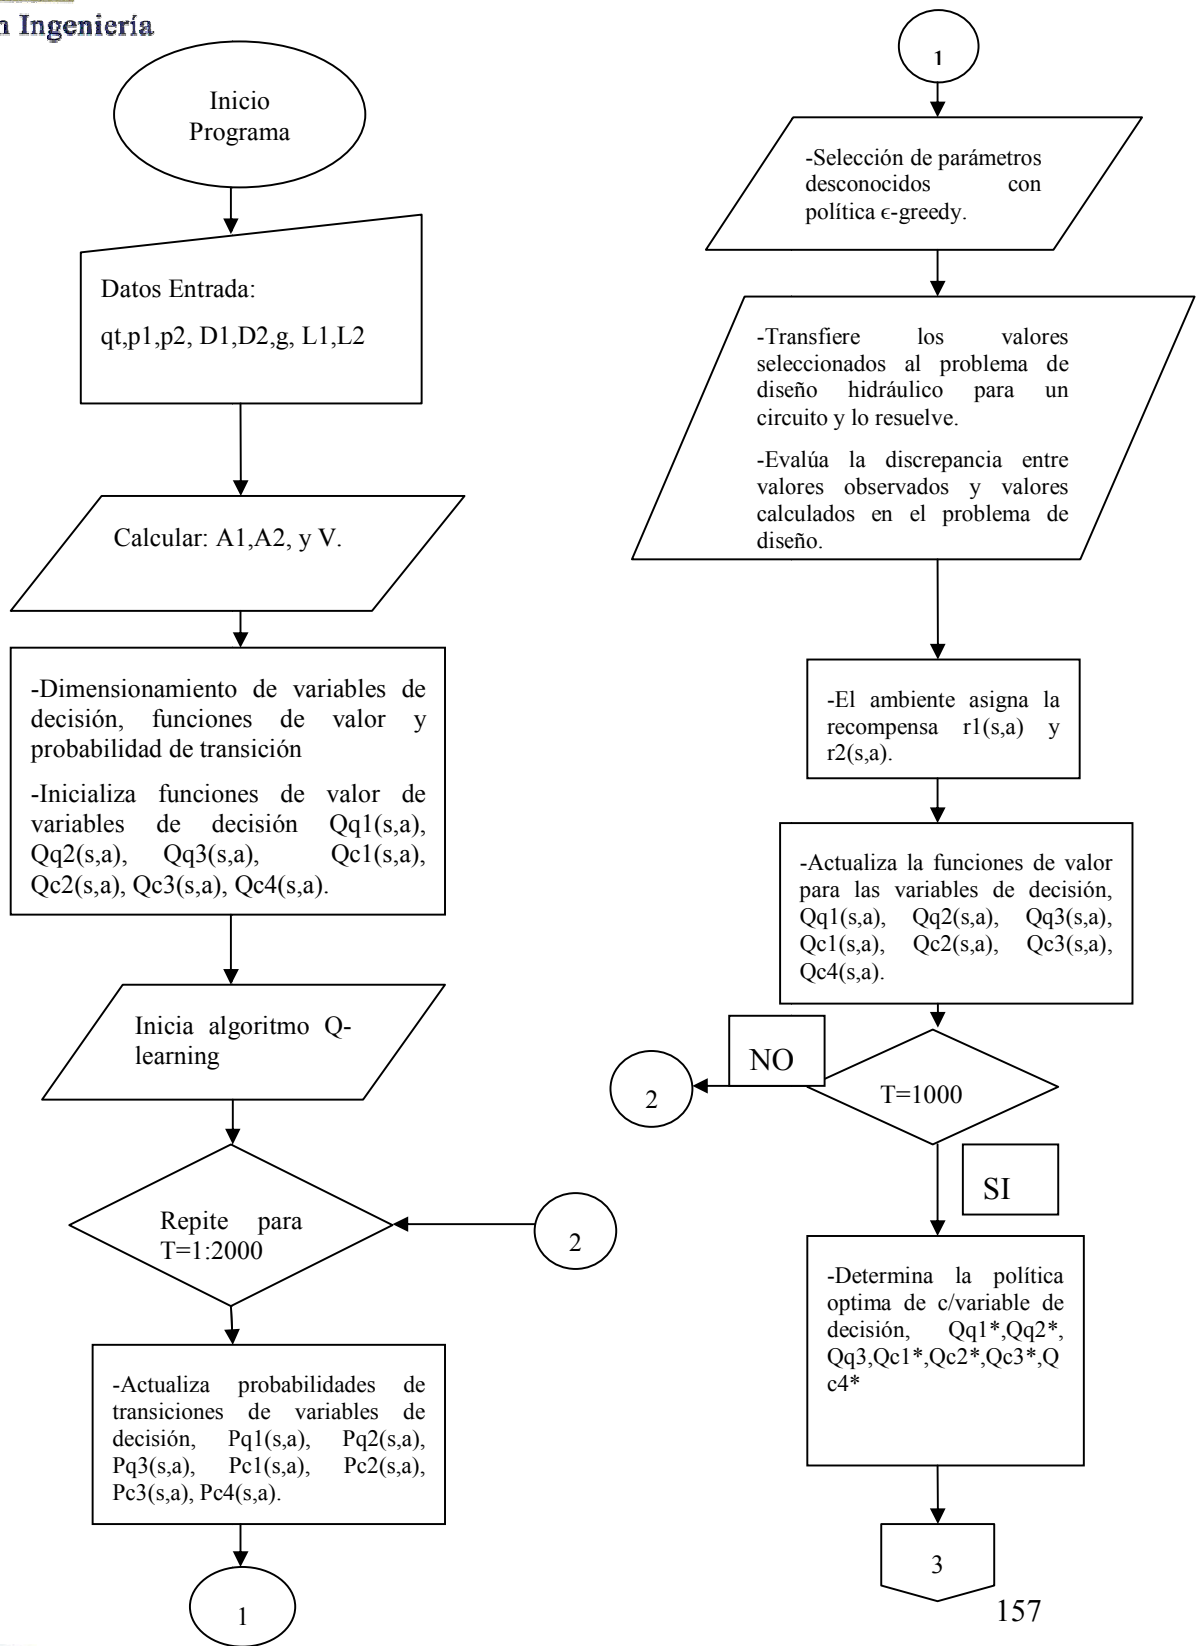 n Ingeniería
Inicio
Programa
Datos Entrada:
qt,p1,p2, D1,D2,g, L1,L2
Calcular: A1,A2, y V.
-Dimensionamiento de variables de
decisión, funciones de valor y
probabilidad de transición
-Inicializa funciones de valor de
variables de decisión Qq1(s,a),
Qq2(s,a), Qq3(s,a), Qc1(s,a),
Qc2(s,a), Qc3(s,a), Qc4(s,a).
Inicia algoritmo Q-
learning
Repite para
T=1:2000
2
-Actualiza probabilidades de
transiciones de variables de
decisión, Pq1(s,a), Pq2(s,a),
Pq3(s,a), Pc1(s,a), Pc2(s,a),
Pc3(s,a), Pc4(s,a).
1
1
-Selección de parámetros
desconocidos con
política ϵ-greedy.
-Transfiere los valores
seleccionados al problema de
diseño hidráulico para un
circuito y lo resuelve.
-Evalúa la discrepancia entre
valores observados y valores
calculados en el problema de
diseño.
-El ambiente asigna la
recompensa r1(s,a) y
r2(s,a).
-Actualiza la funciones de valor
para las variables de decisión,
Qq1(s,a), Qq2(s,a), Qq3(s,a),
Qc1(s,a), Qc2(s,a), Qc3(s,a),
Qc4(s,a).
NO
2
T=1000
SI
-Determina la política
optima de c/variable de
decisión, Qq1*,Qq2*,
Qq3,Qc1*,Qc2*,Qc3*,Q
c4*
3
157